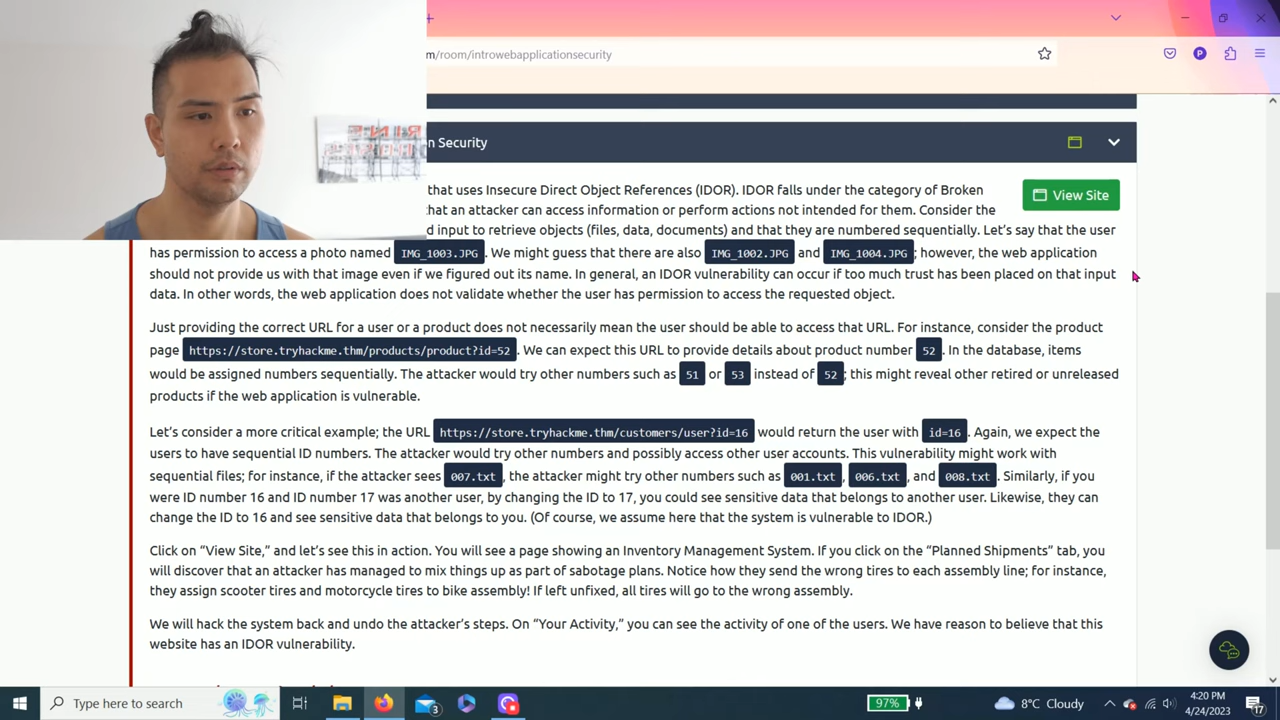 m/room/introwebapplicationsecurity
n Security
View Site
that uses Insecure Direct Object References (IDOR). IDOR falls under the category of Broken
that an attacker can access information or perform actions not intended for them. Consider the
d input to retrieve objects (files, data, documents) and that they are numbered sequentially. Let's say that the user
has permission to access a photo named IMG_1003.JPG. We might guess that there are also IMG_1002.JPG and IMG_1004.JPG; however, the web application
should not provide us with that image even if we figured out its name. In general, an IDOR vulnerability can occur if too much trust has been placed on that input
data. In other words, the web application does not validate whether the user has permission to access the requested object.
Just providing the correct URL for a user or a product does not necessarily mean the user should be able to access that URL. For instance, consider the product
page https://store.tryhackme.thm/products/product?id=52. We can expect this URL to provide details about product number 52. In the database, items
would be assigned numbers sequentially. The attacker would try other numbers such as 51 or 53 instead of 52; this might reveal other retired or unreleased
products if the web application is vulnerable.
Let's consider a more critical example; the URL https://store.tryhackme.thm/customers/user?id=16 would return the user with id=16. Again, we expect the
users to have sequential ID numbers. The attacker would try other numbers and possibly access other user accounts. This vulnerability might work with
sequential files; for instance, if the attacker sees 007.txt, the attacker might try other numbers such as 001.txt, 006.txt, and 008.txt. Similarly, if you
were ID number 16 and ID number 17 was another user, by changing the ID to 17, you could see sensitive data that belongs to another user. Likewise, they can
change the ID to 16 and see sensitive data that belongs to you. (Of course, we assume here that the system is vulnerable to IDOR.)
Click on “View Site,” and let's see this in action. You will see a page showing an Inventory Management System. If you click on the “Planned Shipments” tab, you
will discover that an attacker has managed to mix things up as part of sabotage plans. Notice how they send the wrong tires to each assembly line; for instance,
they assign scooter tires and motorcycle tires to bike assembly! If left unfixed, all tires will go to the wrong assembly.
We will hack the system back and undo the attacker's steps. On “Your Activity,” you can see the activity of one of the users. We have reason to believe that this
website has an IDOR vulnerability.
Type here to search
3
97%
8°C Cloudy
4:20 PM
4/24/2023
17